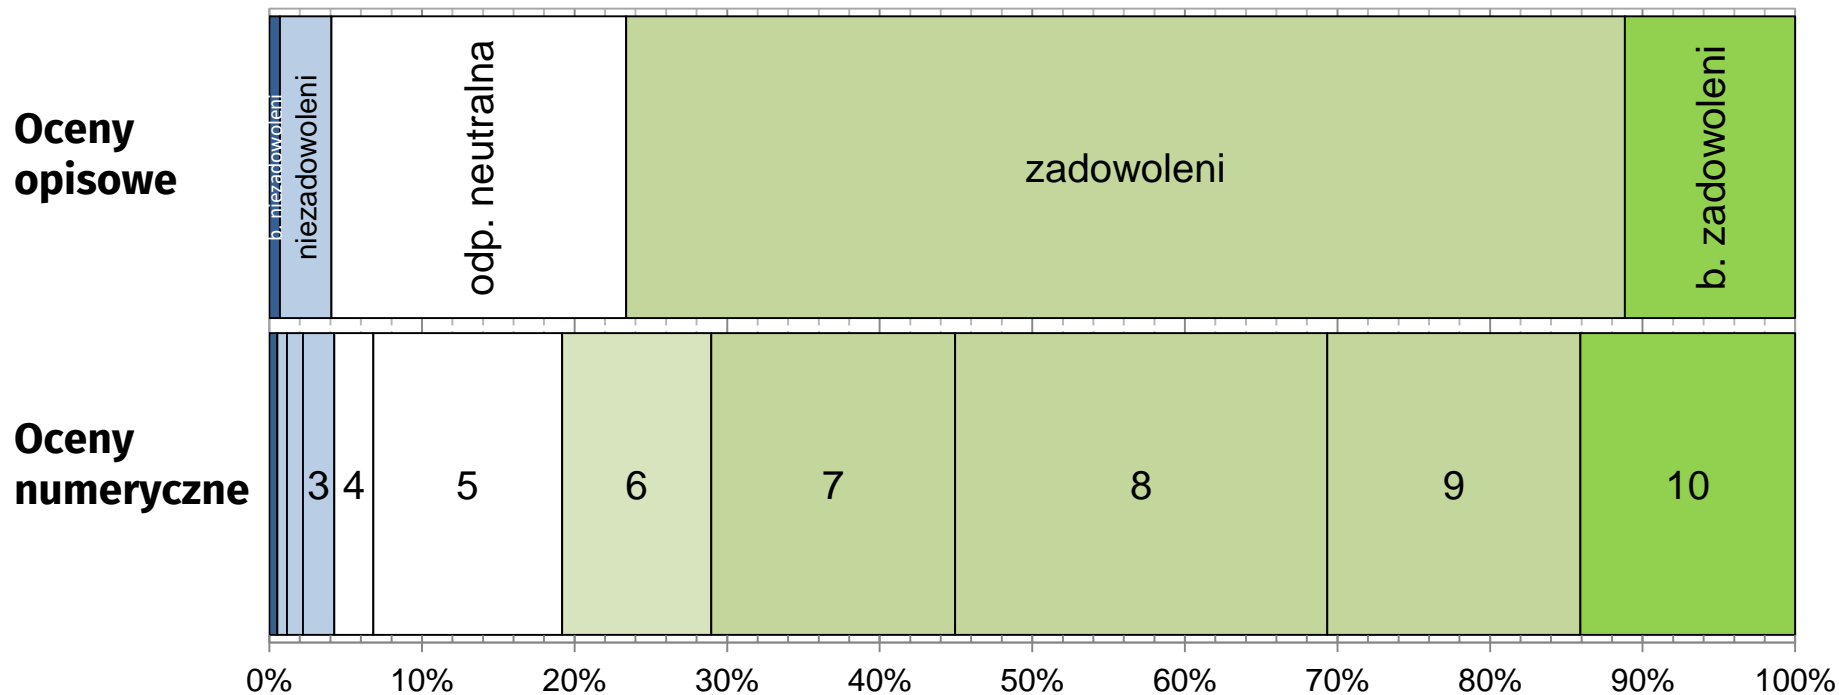 Oceny
opisowe
b. niezadowoleni
niezadowoleni
odp. neutralna
zadowoleni
b. zadowoleni
Oceny
numeryczne
3 4 5 6 7 8 9 10
0% 10% 20% 30% 40% 50% 60% 70% 80% 90% 100%